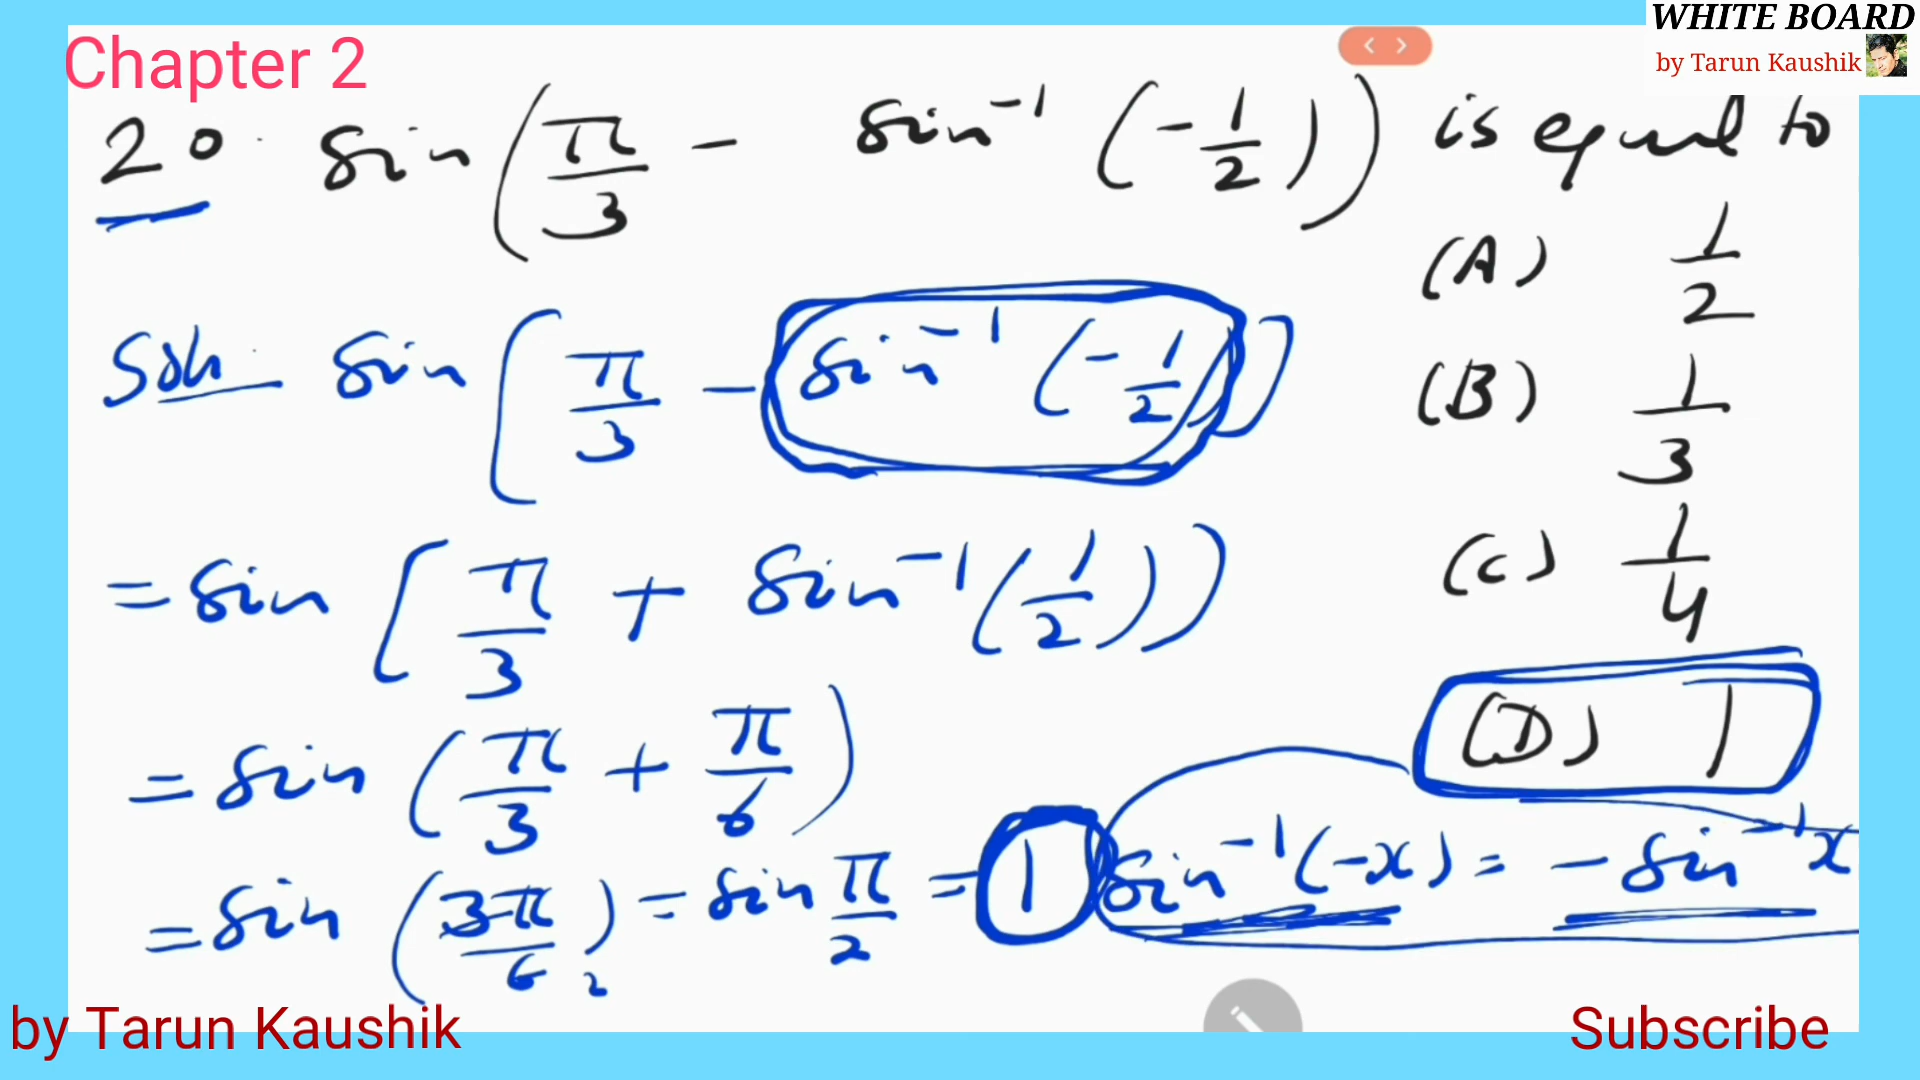 WHITE BOARD
by Tarun Kaushik
Chapter 2
20. sin(π/3 - sin⁻¹(-1/2)) is equal to
(A) 1/2
(B) 1/3
(C) 1/4
(D) 1
Soln. sin[π/3 - sin⁻¹(-1/2)]
= sin[π/3 + sin⁻¹(1/2))
= sin(π/3 + π/6)
= sin(3π/6 2) = sin π/2 = 1
sin⁻¹(-x) = - sin⁻¹x
by Tarun Kaushik
Subscribe